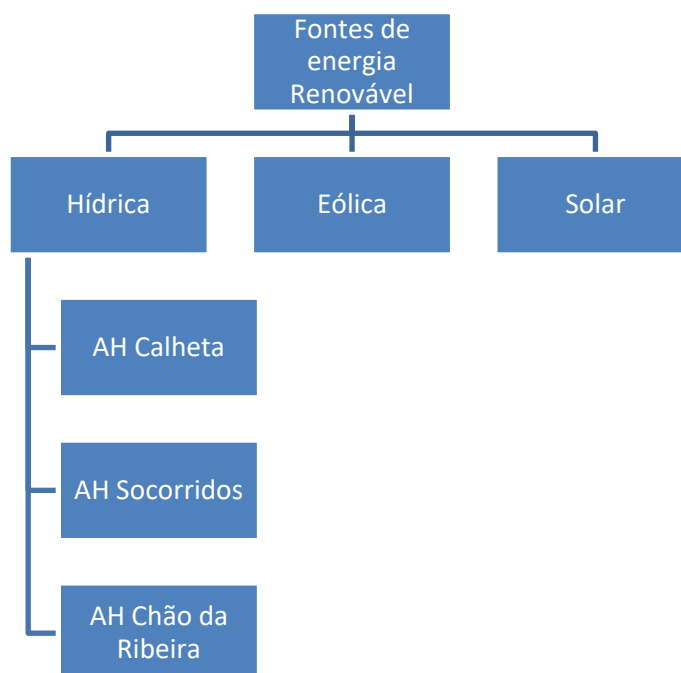 Fontes de
energia
Renovável
Hídrica
Eólica
Solar
AH Calheta
AH Socorridos
AH Chão da
Ribeira